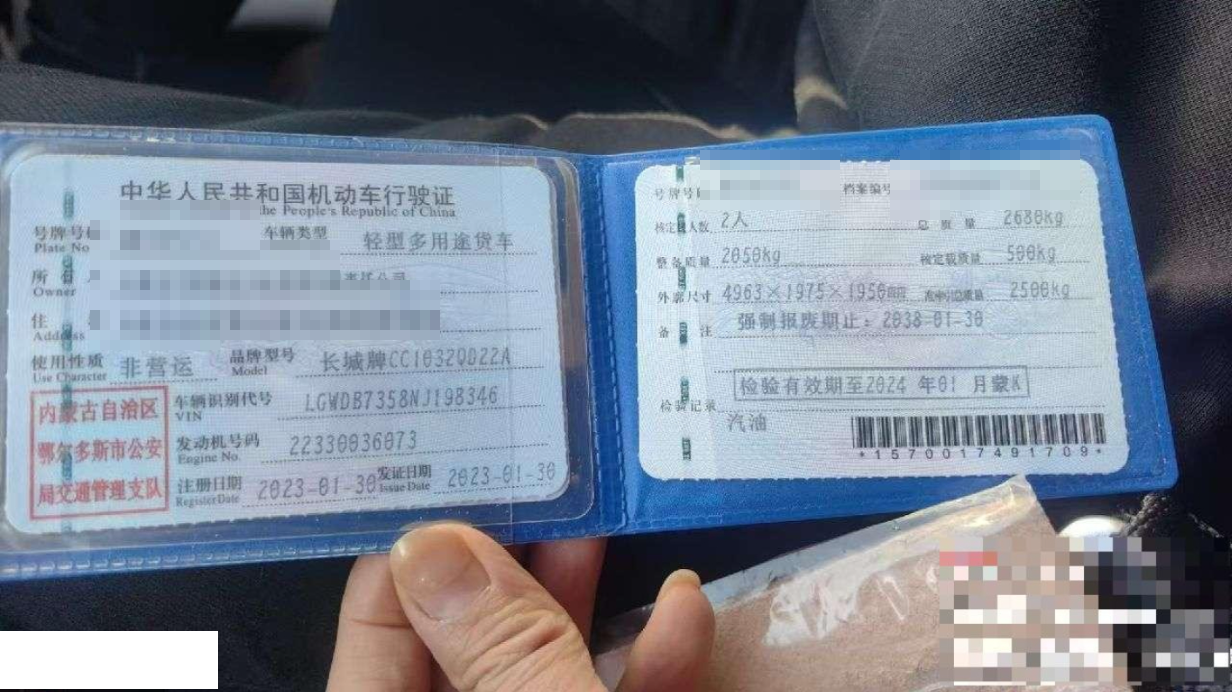 中华人民共和国机动车行驶证
the People's Republic of China
号牌号
Plate No
车辆类型 轻型多用途货车
所
Owner
责任公司
住
Address
使用性质 非营运
Use Character
品牌型号 长城牌CC1032QD22A
Model
内蒙古自治区
鄂尔多斯市公安
局交通管理支队
车辆识别代号 LGWDB7358NJ198346
VIN
发动机号码 22330036073
Engine No.
注册日期 2023-01-30
Register Date
发证日期 2023-01-30
Issue Date
号牌号
档案编号
核定 人数 2人
总质量 2680kg
整备质量 2050kg
核定载质量 500kg
外廓尺寸 4963×1975×1950mm
准牵引总质量 2500kg
备注 强制报废期止：2038-01-30
检验有效期至2024年01月蒙K
检验记录
汽油
*1570017491709*